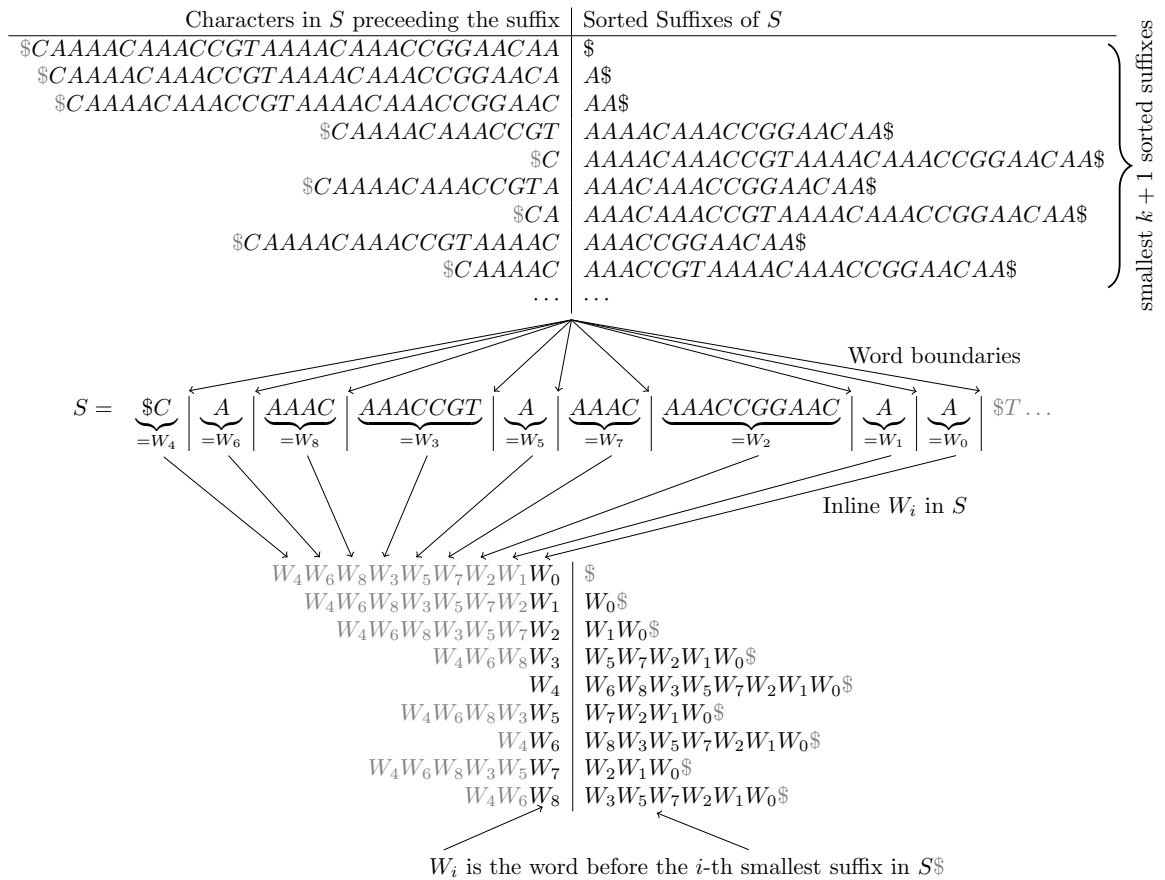 Characters in S preceeding the suffix | Sorted Suffixes of S
$CAAAACAAACCGTAAAACAAACCGGAACAA | $
$CAAAACAAACCGTAAAACAAACCGGAACA | A$
$CAAAACAAACCGTAAAACAAACCGGAAC | AA$
$CAAAACAAACCGT | AAAACAAACCGGAACAA$
$C | AAAACAAACCGTAAAACAAACCGGAACAA$
$CAAAACAAACCGTA | AAACAAACCGGAACAA$
$CA | AAACAAACCGTAAAACAAACCGGAACAA$
$CAAAACAAACCGTAAAAC | AAACCGGAACAA$
$CAAAAC | AAACCGTAAAACAAACCGGAACAA$
... | ...
smallest k + 1 sorted suffixes
Word boundaries
S = $C | A | AAAC | AAACCGT | A | AAAC | AAACCGGAAC | A | A | $T ...
=W4 =W6 =W8 =W3 =W5 =W7 =W2 =W1 =W0
Inline Wi in S
W4W6W8W3W5W7W2W1W0 | $
W4W6W8W3W5W7W2W1 | W0$
W4W6W8W3W5W7W2 | W1W0$
W4W6W8W3 | W5W7W2W1W0$
W4 | W6W8W3W5W7W2W1W0$
W4W6W8W3W5 | W7W2W1W0$
W4W6 | W8W3W5W7W2W1W0$
W4W6W8W3W5W7 | W2W1W0$
W4W6W8 | W3W5W7W2W1W0$
Wi is the word before the i-th smallest suffix in S$